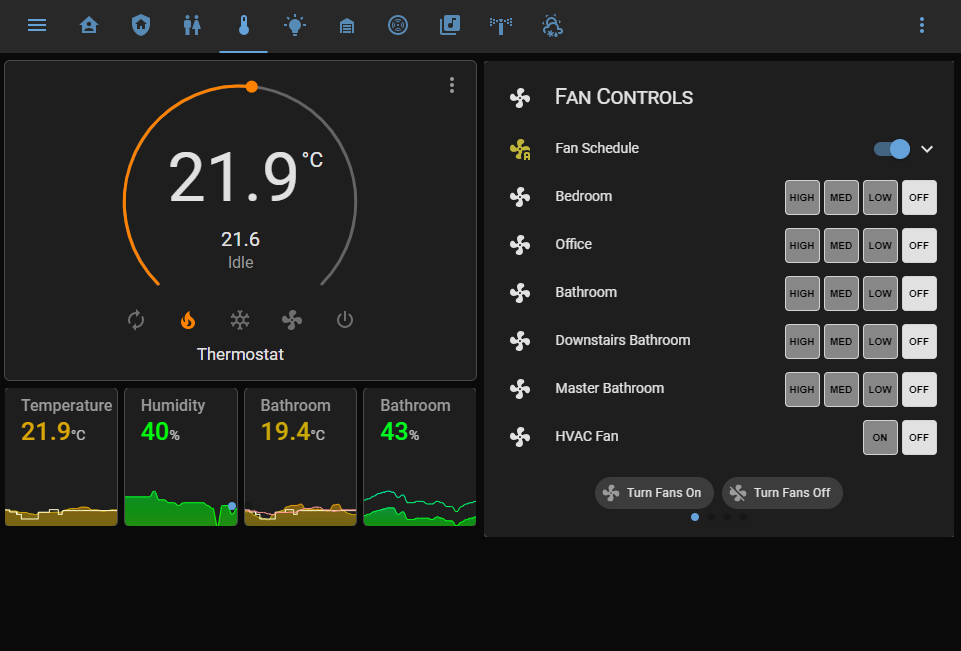 21.9 °C
21.6
Idle
Thermostat
Temperature
21.9°C
Humidity
40%
Bathroom
19.4°C
Bathroom
43%
FAN CONTROLS
Fan Schedule
Bedroom HIGH MED LOW OFF
Office HIGH MED LOW OFF
Bathroom HIGH MED LOW OFF
Downstairs Bathroom HIGH MED LOW OFF
Master Bathroom HIGH MED LOW OFF
HVAC Fan ON OFF
Turn Fans On Turn Fans Off